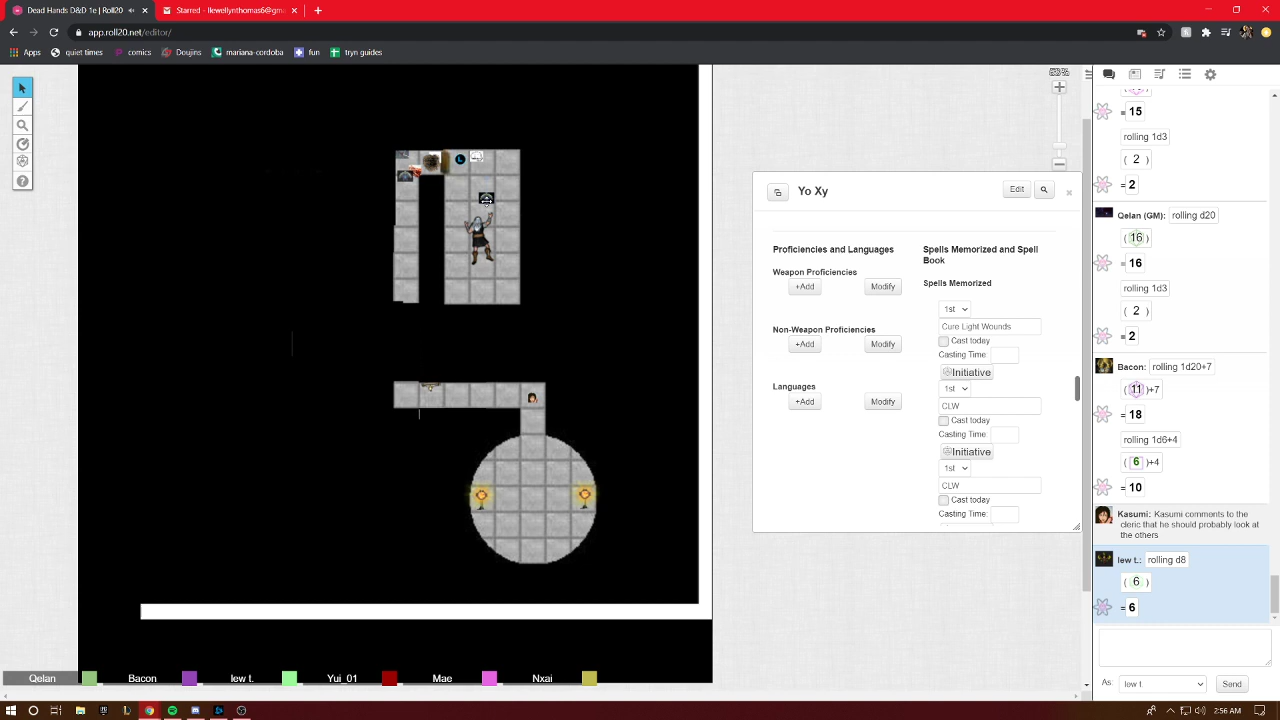 Dead Hands D&D 1e | Roll20
Starred - llewellynthomas6@gm
app.roll20.net/editor/
Apps
quiet times
comics
Doujins
mariana-cordoba
fun
tryn guides
Yo Xy
Edit
Proficiencies and Languages
Weapon Proficiencies
+Add
Modify
Non-Weapon Proficiencies
+Add
Modify
Languages
+Add
Modify
Spells Memorized and Spell
Book
Spells Memorized
1st
Cure Light Wounds
Cast today
Casting Time:
Initiative
1st
CLW
Cast today
Casting Time:
Initiative
1st
CLW
Cast today
Casting Time:
= 15
rolling 1d3
( 2 )
= 2
Qelan (GM): rolling d20
( 16 )
= 16
rolling 1d3
( 2 )
= 2
Bacon: rolling 1d20+7
( 11 )+7
= 18
rolling 1d6+4
( 6 )+4
= 10
Kasumi: Kasumi comments to the
cleric that he should probably look at
the others
lew t.: rolling d8
( 6 )
= 6
As:
lew t.
Send
Qelan
Bacon
lew t.
Yui_01
Mae
Nxai
2:56 AM